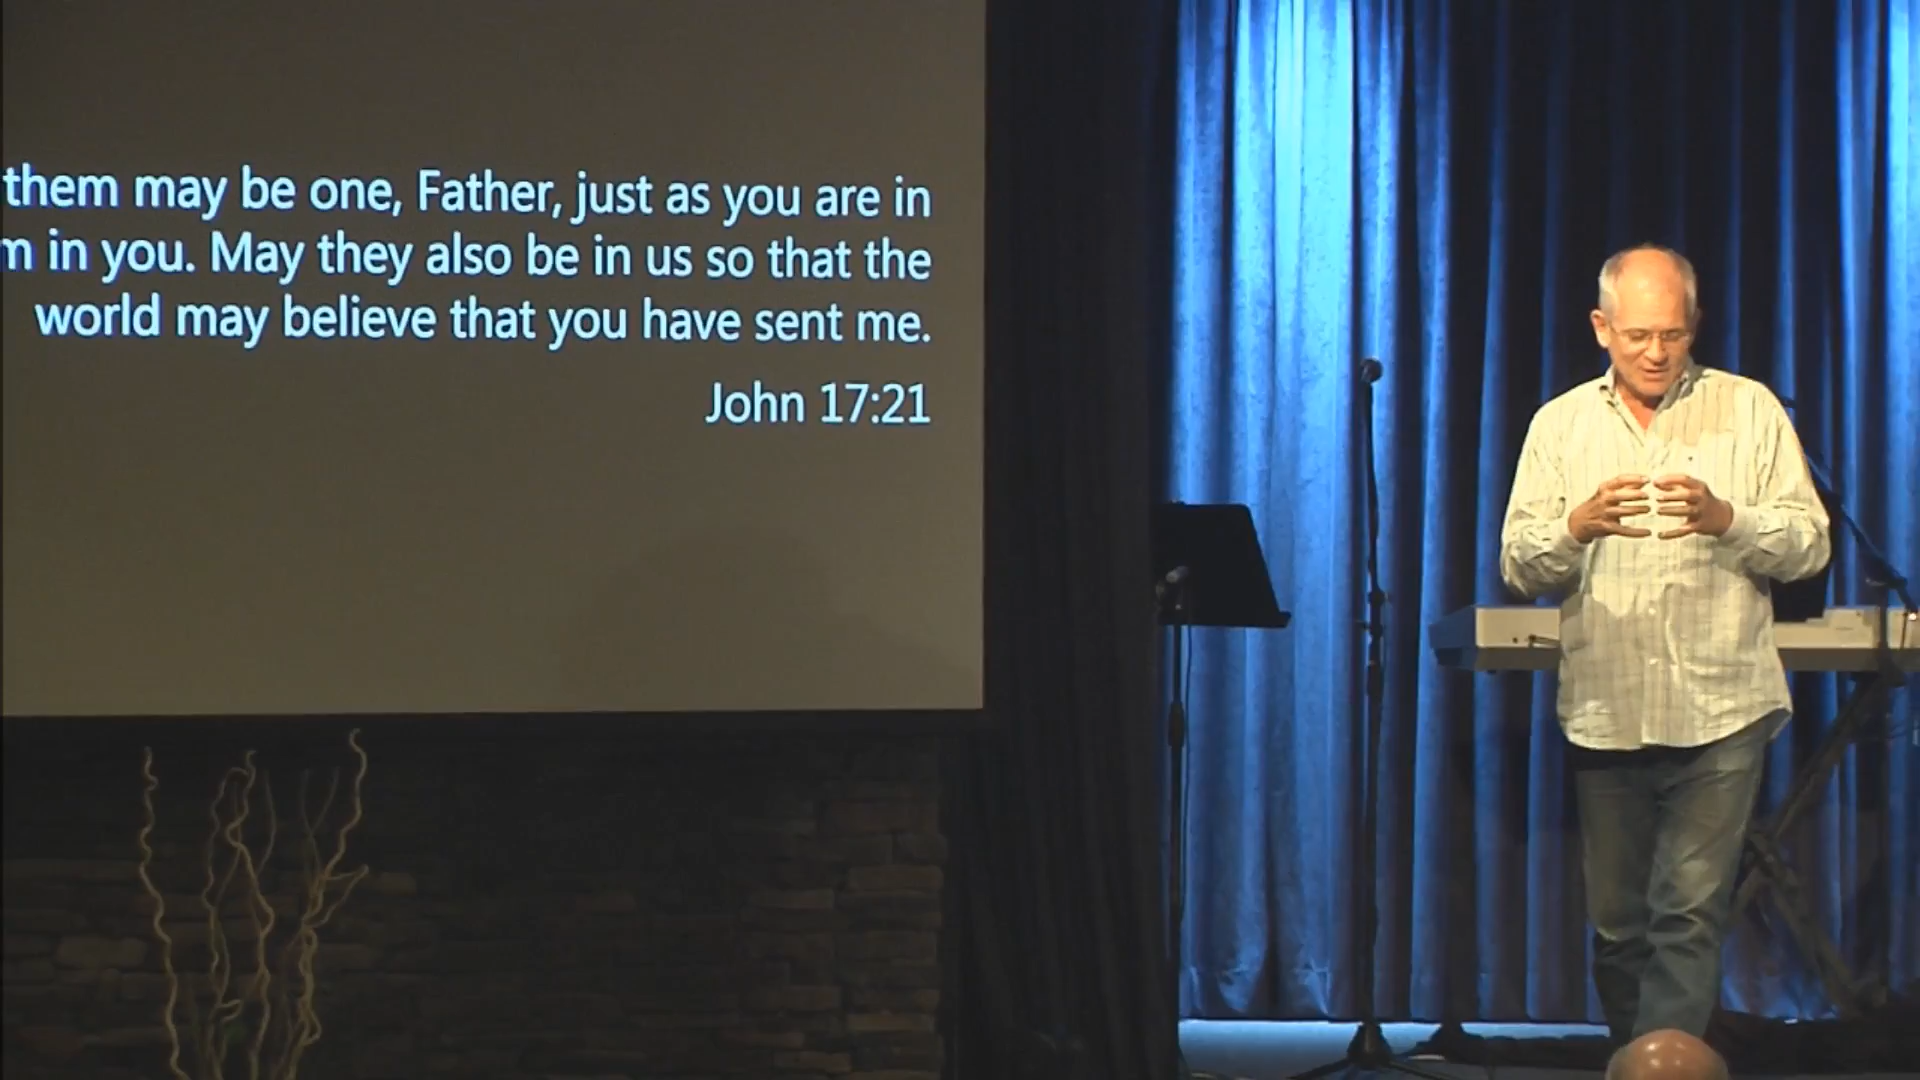 them may be one, Father, just as you are in
m in you. May they also be in us so that the
world may believe that you have sent me.
John 17:21